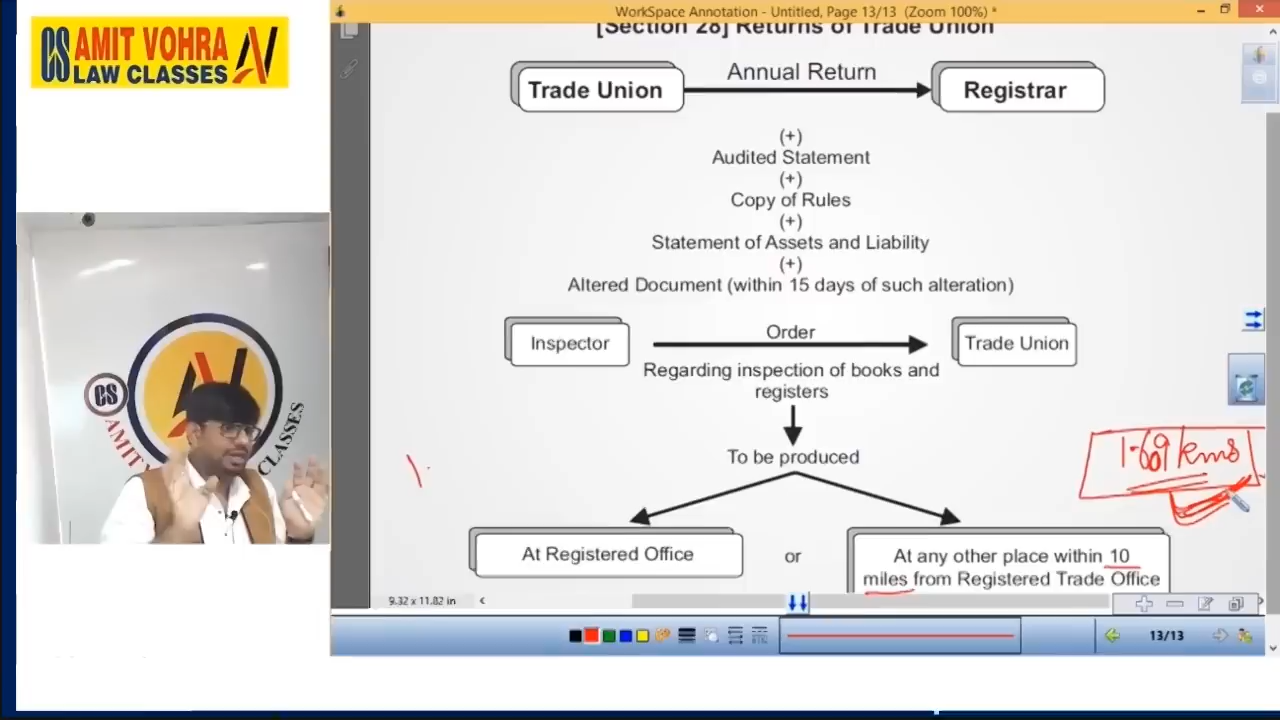 WorkSpace Annotation - Untitled, Page 13/13 (Zoom 100%) *
CS AMIT VOHRA
LAW CLASSES
[Section 28] Returns of Trade Union
Trade Union
Annual Return
Registrar
(+)
Audited Statement
(+)
Copy of Rules
(+)
Statement of Assets and Liability
(+)
Altered Document (within 15 days of such alteration)
Inspector
Order
Trade Union
Regarding inspection of books and
registers
To be produced
1.609 kms
At Registered Office
or
At any other place within 10
miles from Registered Trade Office
CS
AMIT
CLASSES
9.32 x 11.82 in
13/13